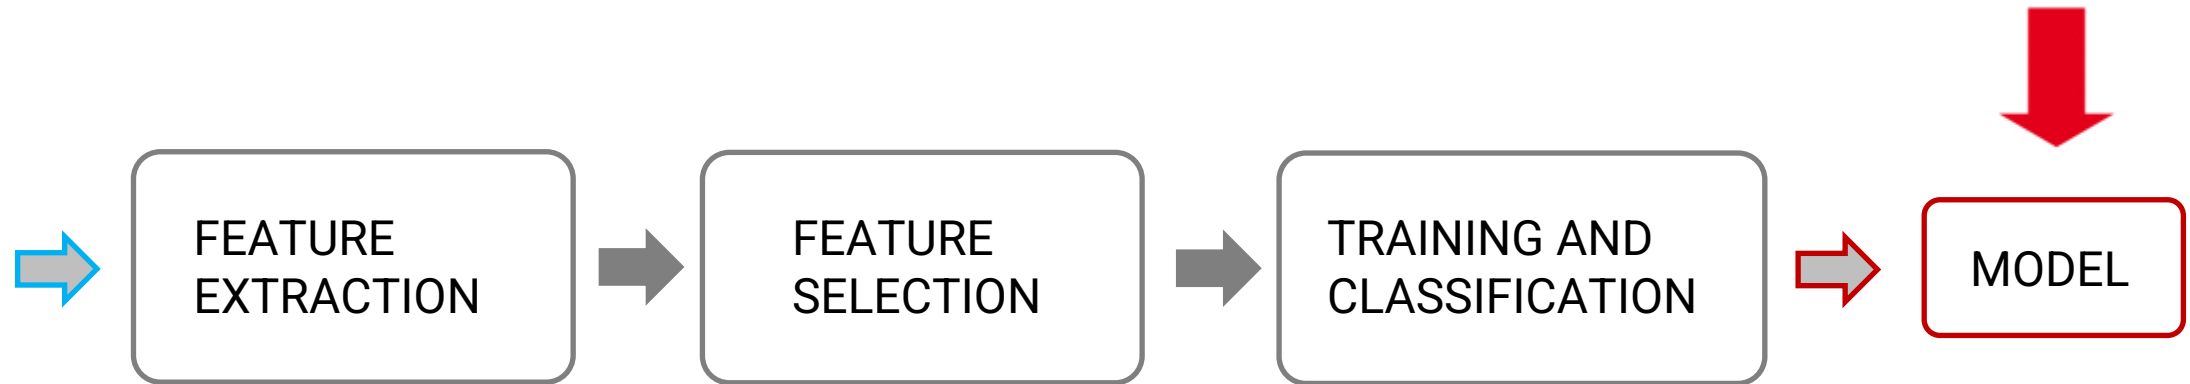 FEATURE
EXTRACTION
FEATURE
SELECTION
TRAINING AND
CLASSIFICATION
MODEL